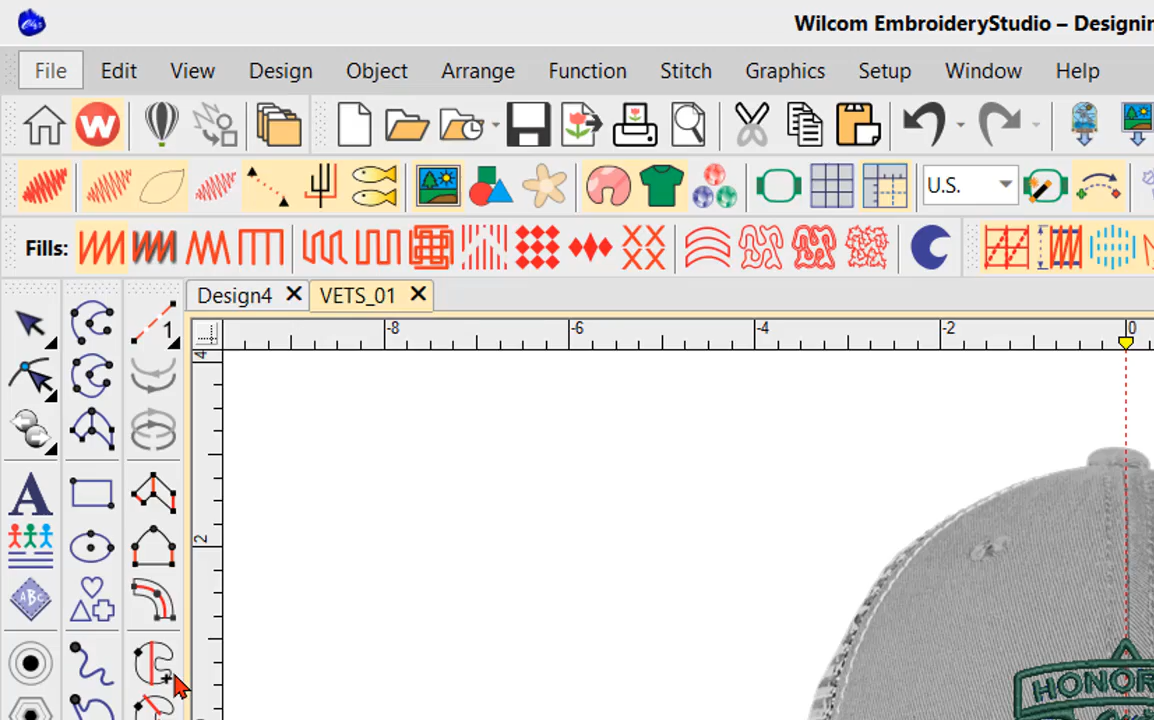 Wilcom EmbroideryStudio – Designin
File Edit View Design Object Arrange Function Stitch Graphics Setup Window Help
W
U.S.
Fills:
Design4 VETS_01
-8 -6 -4 -2 0
4
1
A
2
ABC
HONOR